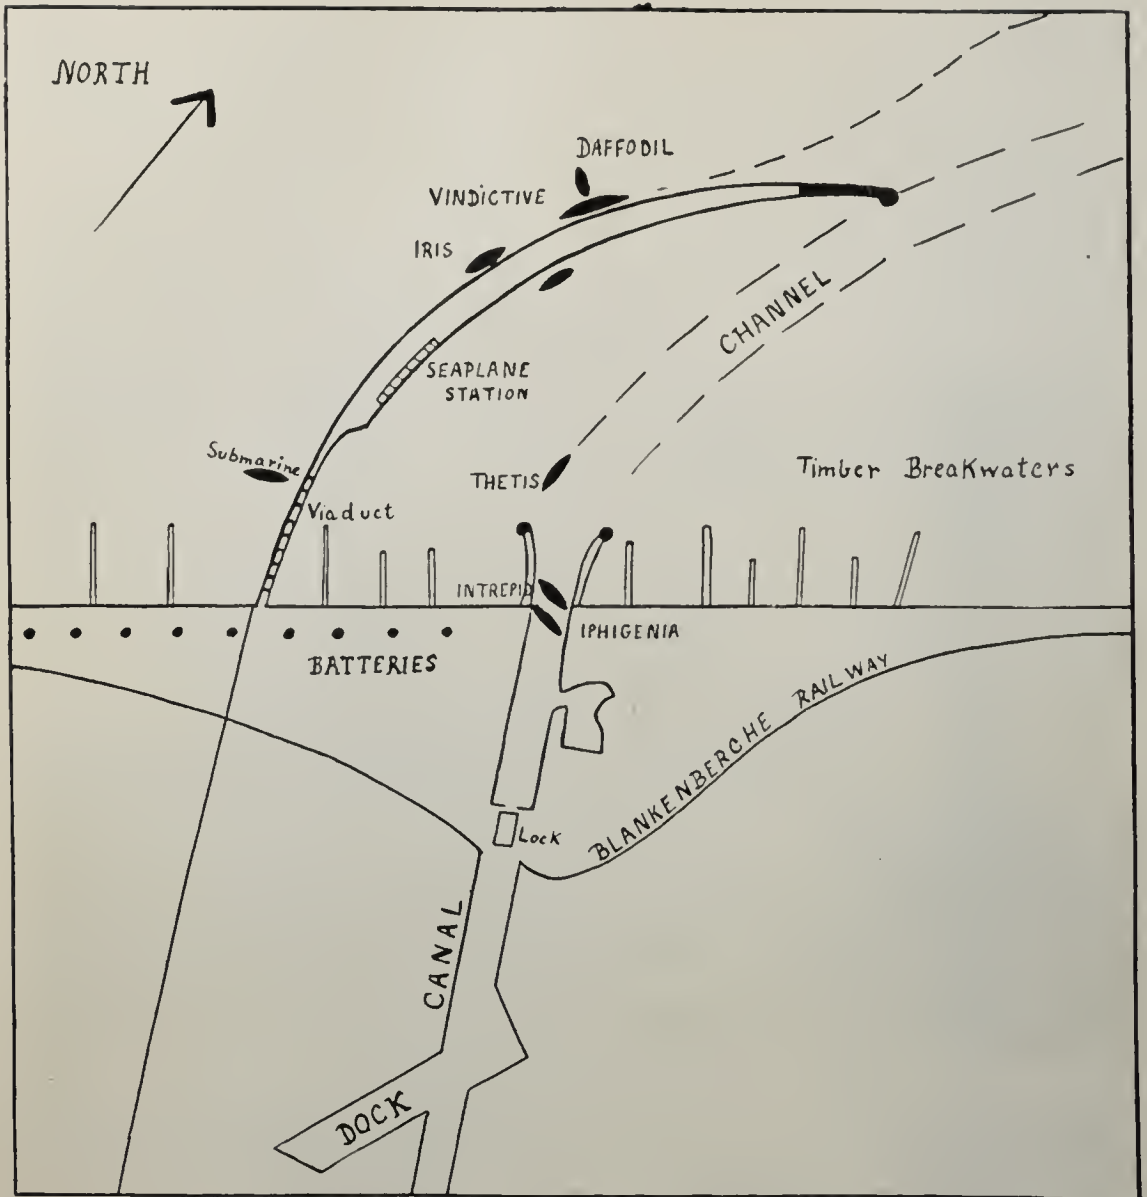 NORTH
DAFFODIL
VINDICTIVE
IRIS
CHANNEL
SEAPLANE
STATION
Submarine
THETIS
Timber Breakwaters
Viaduct
INTREPID
IPHIGENIA
BATTERIES
BLANKENBERCHE RAILWAY
Lock
CANAL
DOCK